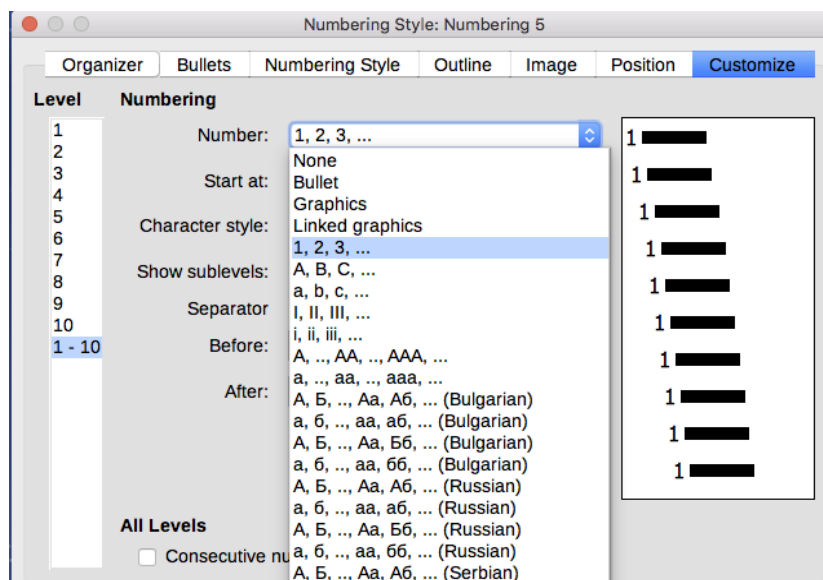 Numbering Style: Numbering 5
Organizer Bullets Numbering Style Outline Image Position Customize
Level Numbering
1
2
3
4
5
6
7
8
9
10
1 - 10
Number: 1, 2, 3, ...
Start at:
Character style:
Show sublevels:
Separator
Before:
After:
None
Bullet
Graphics
Linked graphics
1, 2, 3, ...
A, B, C, ...
a, b, c, ...
I, II, III, ...
i, ii, iii, ...
A, .., AA, .., AAA, ...
a, .., aa, .., aaa, ...
А, Б, .., Аа, Аб, ... (Bulgarian)
а, б, .., аа, аб, ... (Bulgarian)
А, Б, .., Аа, Бб, ... (Bulgarian)
а, б, .., аа, бб, ... (Bulgarian)
А, Б, .., Аа, Аб, ... (Russian)
а, б, .., аа, аб, ... (Russian)
А, Б, .., Аа, Бб, ... (Russian)
а, б, .., аа, бб, ... (Russian)
А, Б, .., Аа, Аб, ... (Serbian)
1
1
1
1
1
1
1
1
1
1
All Levels
Consecutive nu